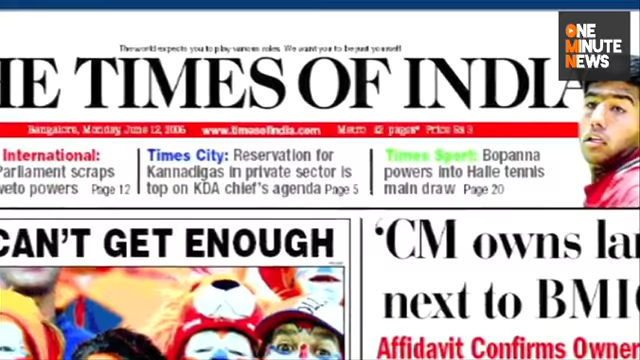 ONE
MINUTE
NEWS
The world expects you to play various roles. We want you to be just yourself!
HE TIMES OF INDIA
Bangalore, Monday, June 12, 2006 www.timesofindia.com Metro 42 pages* Price Rs 3
International:
Parliament scraps
veto powers Page 12
Times City: Reservation for
Kannadigas in private sector is
top on KDA chief's agenda Page 5
Times Sport: Bopanna
powers into Halle tennis
main draw Page 20
CAN'T GET ENOUGH
'CM owns lan
next to BMIC
Affidavit Confirms Owner